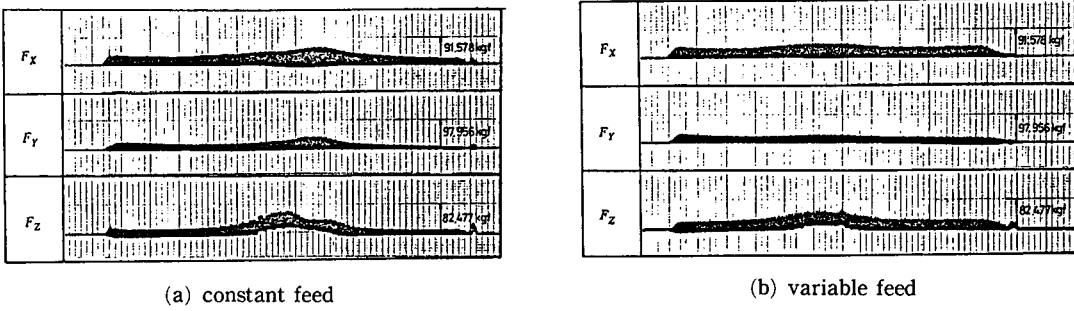 F_X
91,578 kgf
F_Y
97,956 kgf
F_Z
82,477 kgf
(a) constant feed
F_X
91,578 kgf
F_Y
97,956 kgf
F_Z
82,477 kgf
(b) variable feed